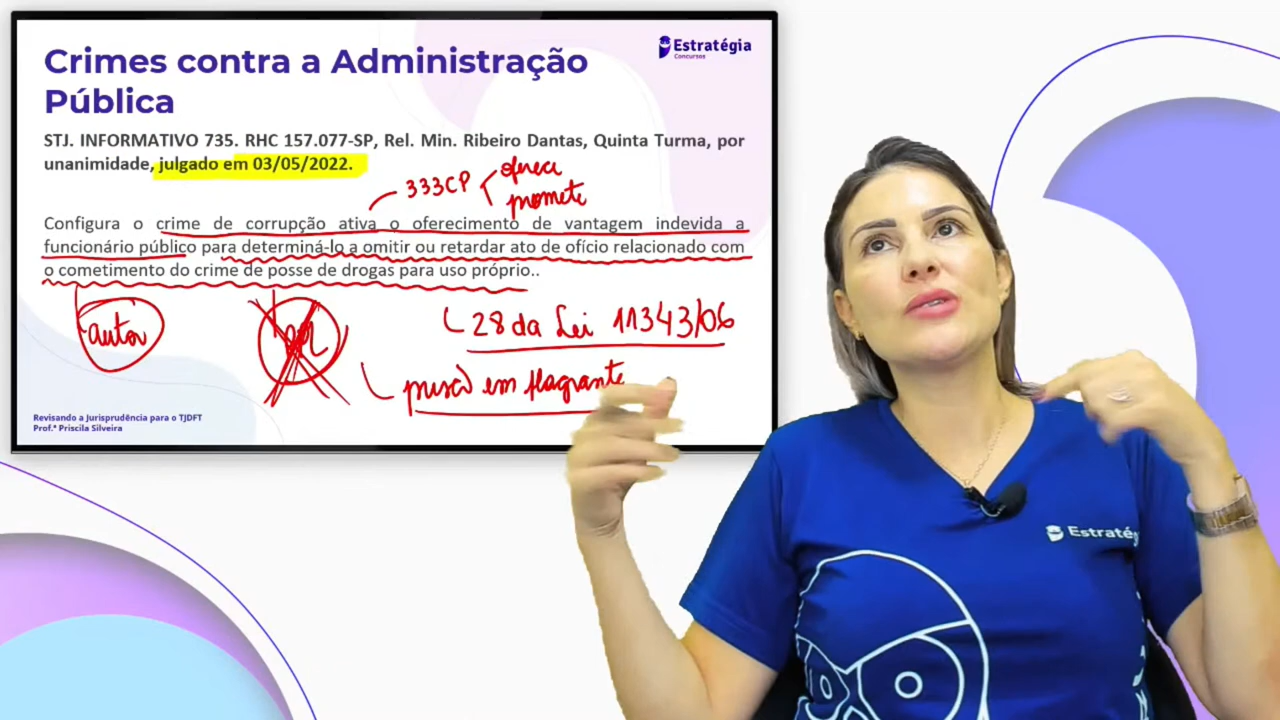 Crimes contra a Administração
Pública
Estratégia
Concursos
STJ. INFORMATIVO 735. RHC 157.077-SP, Rel. Min. Ribeiro Dantas, Quinta Turma, por
unanimidade, julgado em 03/05/2022.
333CP
oferece
promete
Configura o crime de corrupção ativa o oferecimento de vantagem indevida a
funcionário público para determiná-lo a omitir ou retardar ato de ofício relacionado com
o cometimento do crime de posse de drogas para uso próprio..
autor
28 da Lei 11343/06
prisão em flagrante
Revisando a Jurisprudência para o TJDFT
Prof.ª Priscila Silveira
Estraté